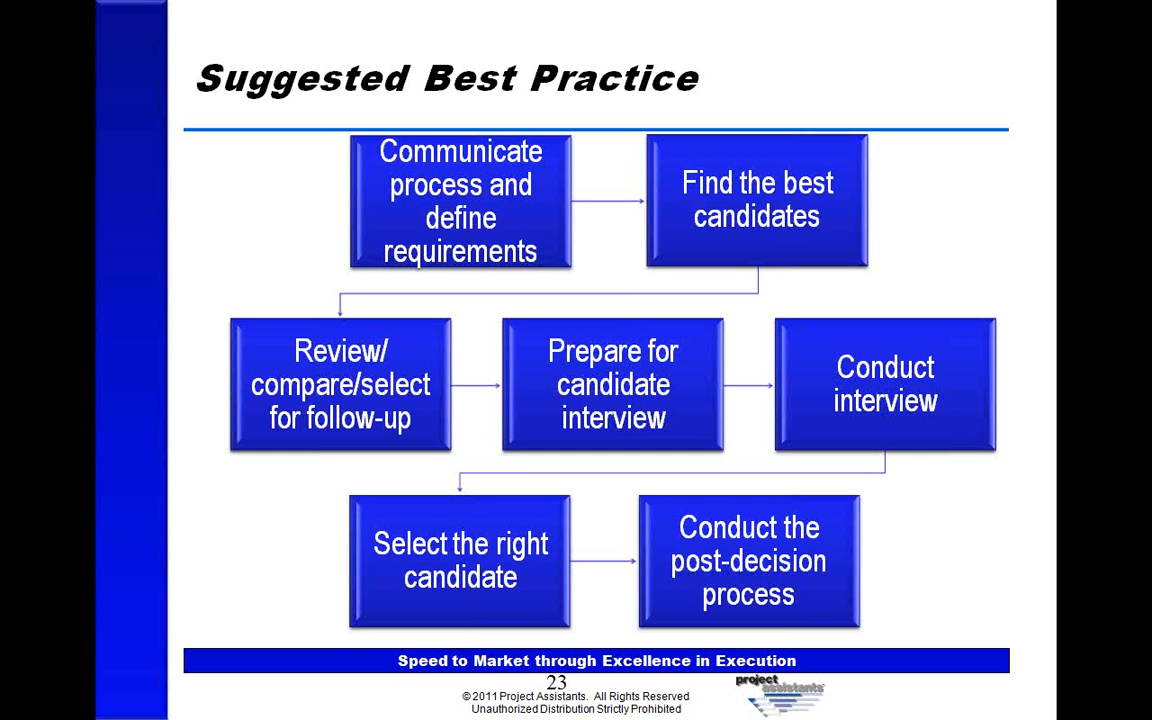 Suggested Best Practice
Communicate
process and
define
requirements
Find the best
candidates
Review/
compare/select
for follow-up
Prepare for
candidate
interview
Conduct
interview
Select the right
candidate
Conduct the
post-decision
process
Speed to Market through Excellence in Execution
23
©2011 Project Assistants. All Rights Reserved
Unauthorized Distribution Strictly Prohibited
project
assistants